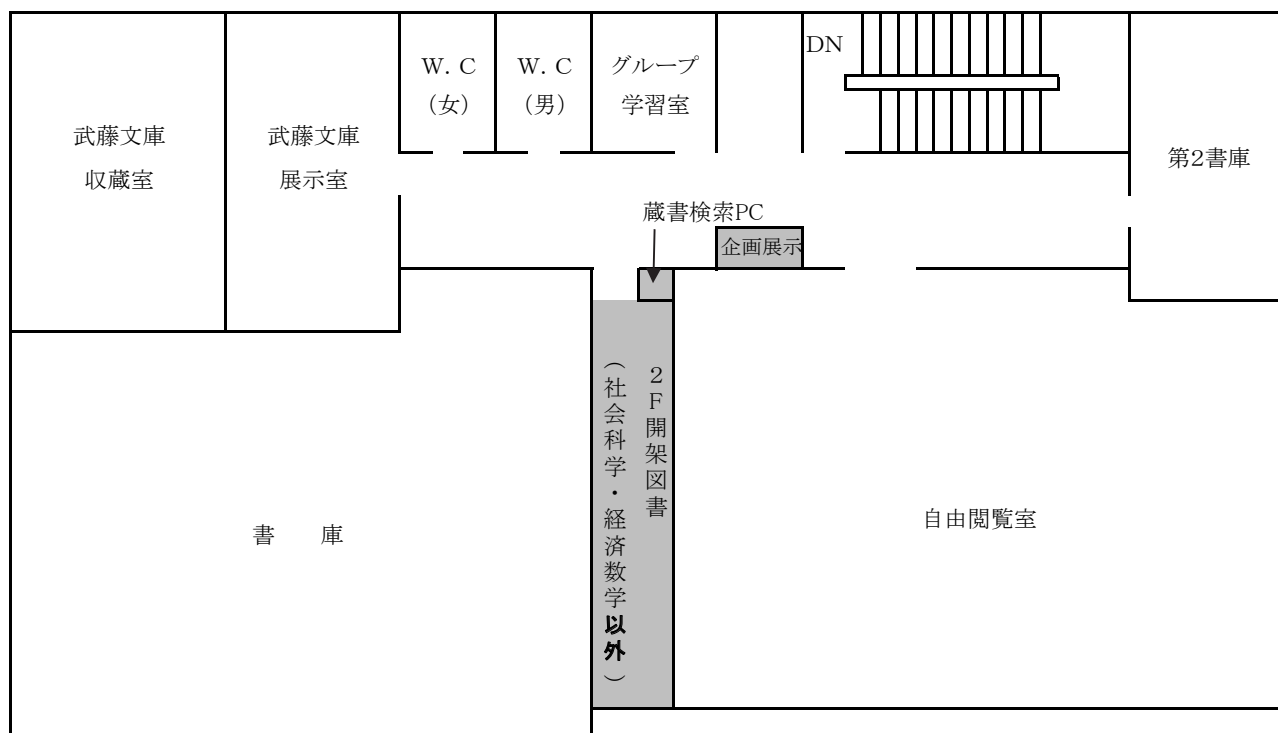 武藤文庫
収蔵室
武藤文庫
展示室
W. C
（女）
W. C
（男）
グループ
学習室
DN
第2書庫
蔵書検索PC
企画展示
2F開架図書
（社会科学・経済数学以外）
書　庫
自由閲覧室